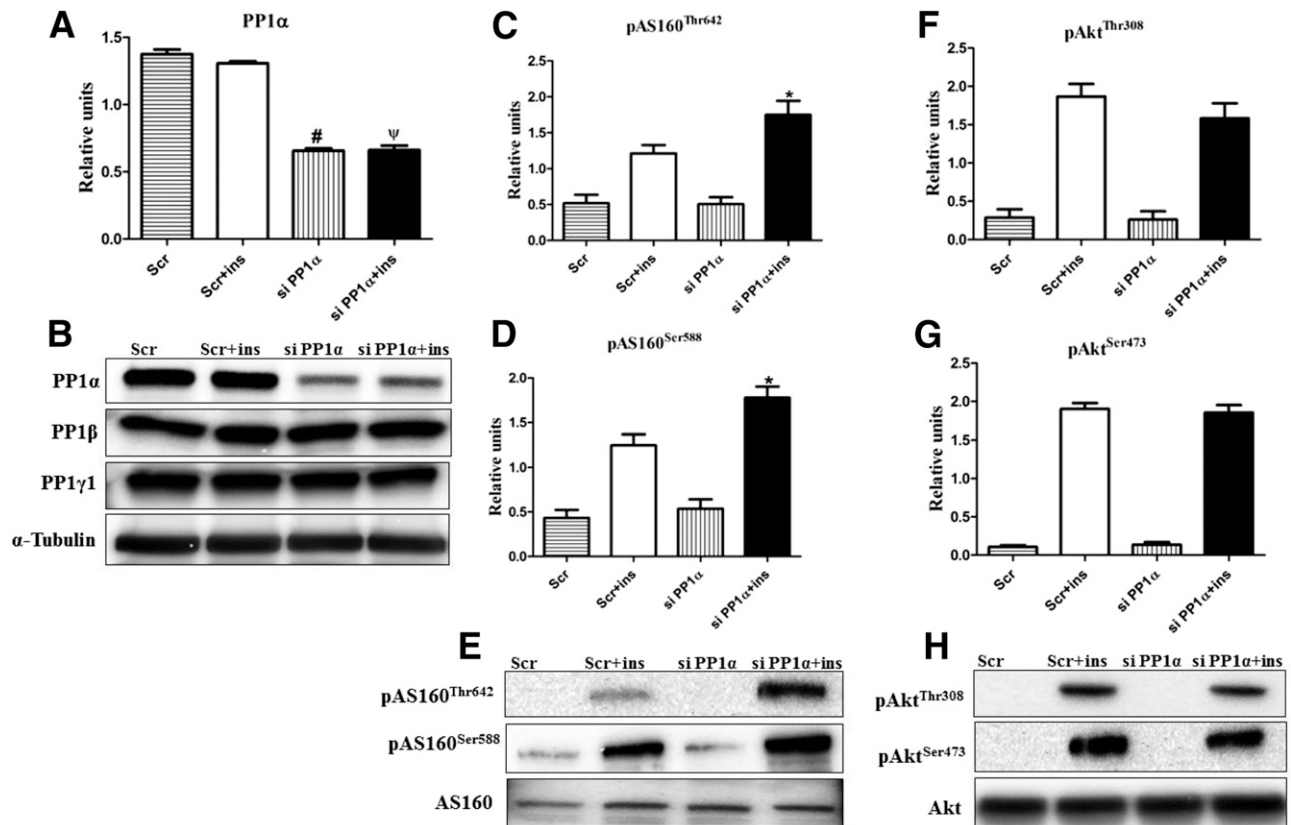 A
PP1α
Relative units
1.5
1.0
0.5
0.0
#
ψ
Scr
Scr+ins
si PP1α
si PP1α+ins
B
Scr Scr+ins si PP1α si PP1α+ins
PP1α
PP1β
PP1γ1
α-Tubulin
C
pAS160Thr642
Relative units
2.5
2.0
1.5
1.0
0.5
0.0
*
Scr
Scr+ins
si PP1α
si PP1α+ins
D
pAS160Ser588
Relative units
2.0
1.5
1.0
0.5
0.0
*
Scr
Scr+ins
si PP1α
si PP1α+ins
E
Scr Scr+ins si PP1α si PP1α+ins
pAS160Thr642
pAS160Ser588
AS160
F
pAktThr308
Relative units
2.5
2.0
1.5
1.0
0.5
0.0
Scr
Scr+ins
si PP1α
si PP1α+ins
G
pAktSer473
Relative units
2.5
2.0
1.5
1.0
0.5
0.0
Scr
Scr+ins
si PP1α
si PP1α+ins
H
Scr Scr+ins si PP1α si PP1α+ins
pAktThr308
pAktSer473
Akt